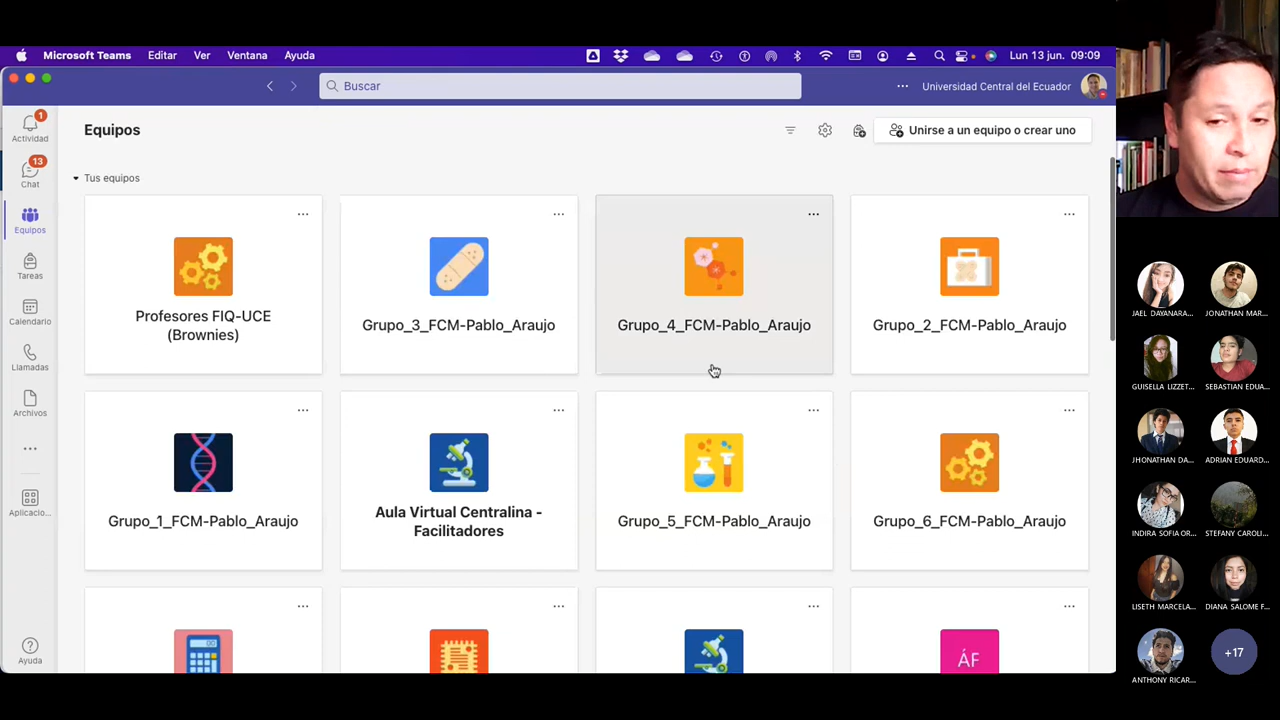 Microsoft Teams Editar Ver Ventana Ayuda Lun 13 jun. 09:09
Buscar
Universidad Central del Ecuador
1
Actividad
13
Chat
Equipos
Tareas
Calendario
Llamadas
Archivos
Aplicacio...
Ayuda
Equipos
Unirse a un equipo o crear uno
Tus equipos
Profesores FIQ-UCE
(Brownies)
Grupo_3_FCM-Pablo_Araujo
Grupo_4_FCM-Pablo_Araujo
Grupo_2_FCM-Pablo_Araujo
Grupo_1_FCM-Pablo_Araujo
Aula Virtual Centralina -
Facilitadores
Grupo_5_FCM-Pablo_Araujo
Grupo_6_FCM-Pablo_Araujo
ÁF
JAEL DAYANARA...
JONATHAN MAR...
GUISELLA LIZZET...
SEBASTIAN EDUA...
JHONATHAN DA...
ADRIAN EDUARD...
INDIRA SOFIA OR...
STEFANY CAROLI...
LISETH MARCELA...
DIANA SALOME F...
ANTHONY RICAR...
+17